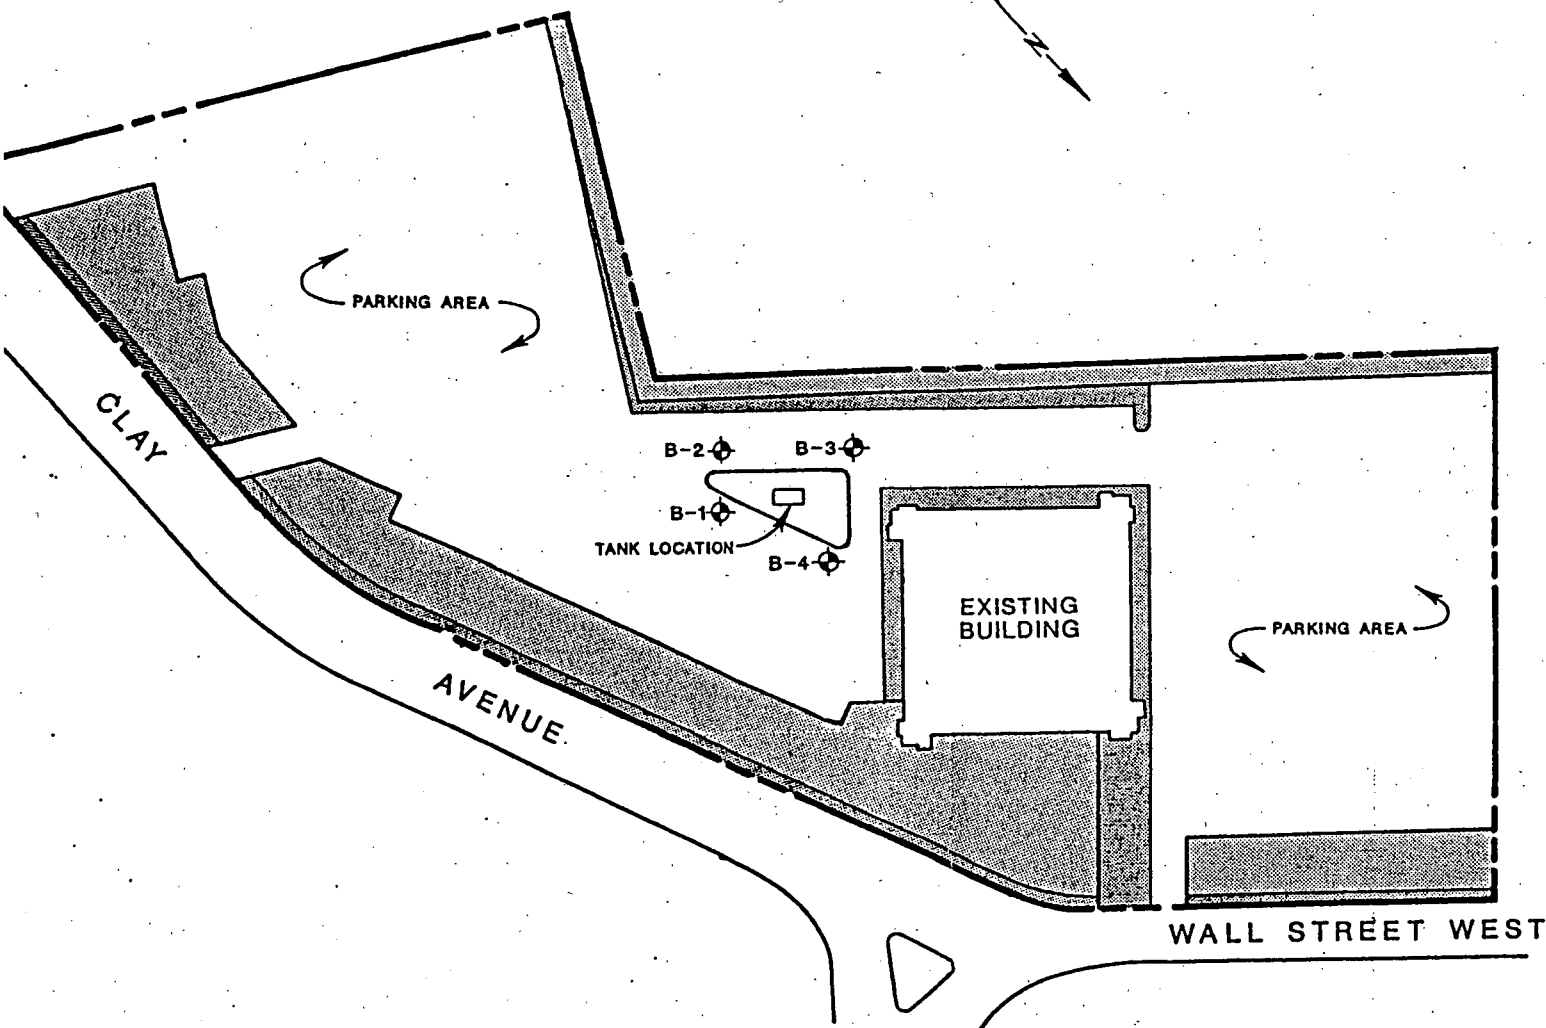 N
PARKING AREA
CLAY
B-2
B-3
B-1
TANK LOCATION
B-4
EXISTING
BUILDING
PARKING AREA
AVENUE
WALL STREET WEST